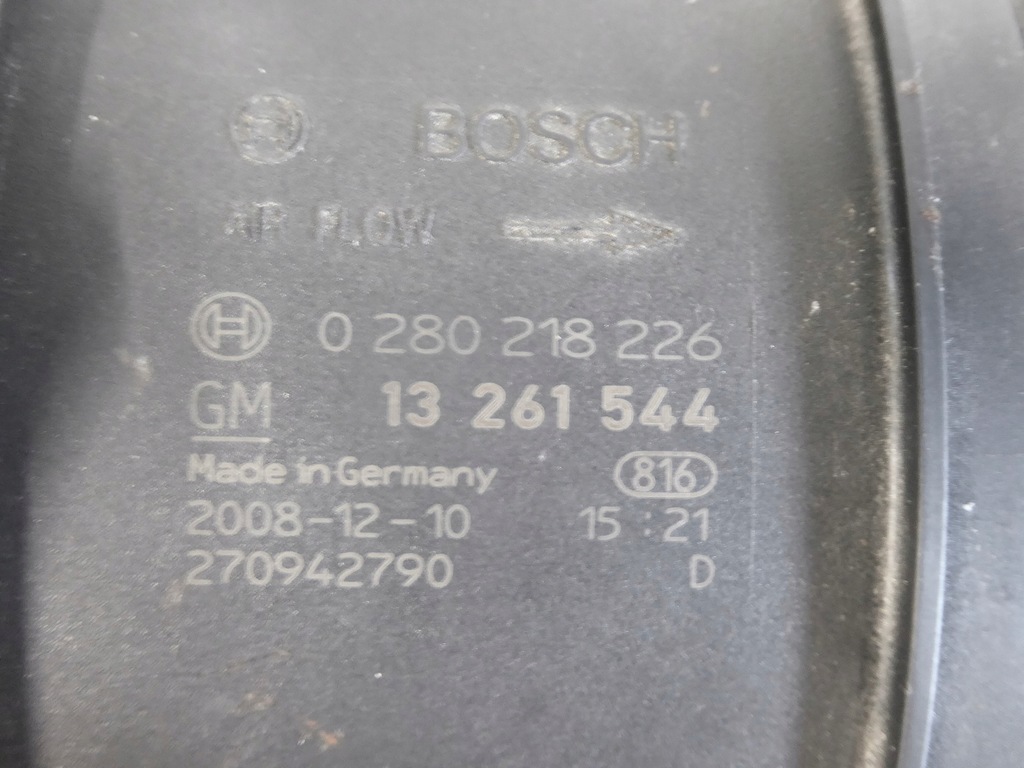 BOSCH
AIR FLOW
0 280 218 226
GM 13 261 544
Made in Germany 816
2008-12-10 15:21
270942790 D